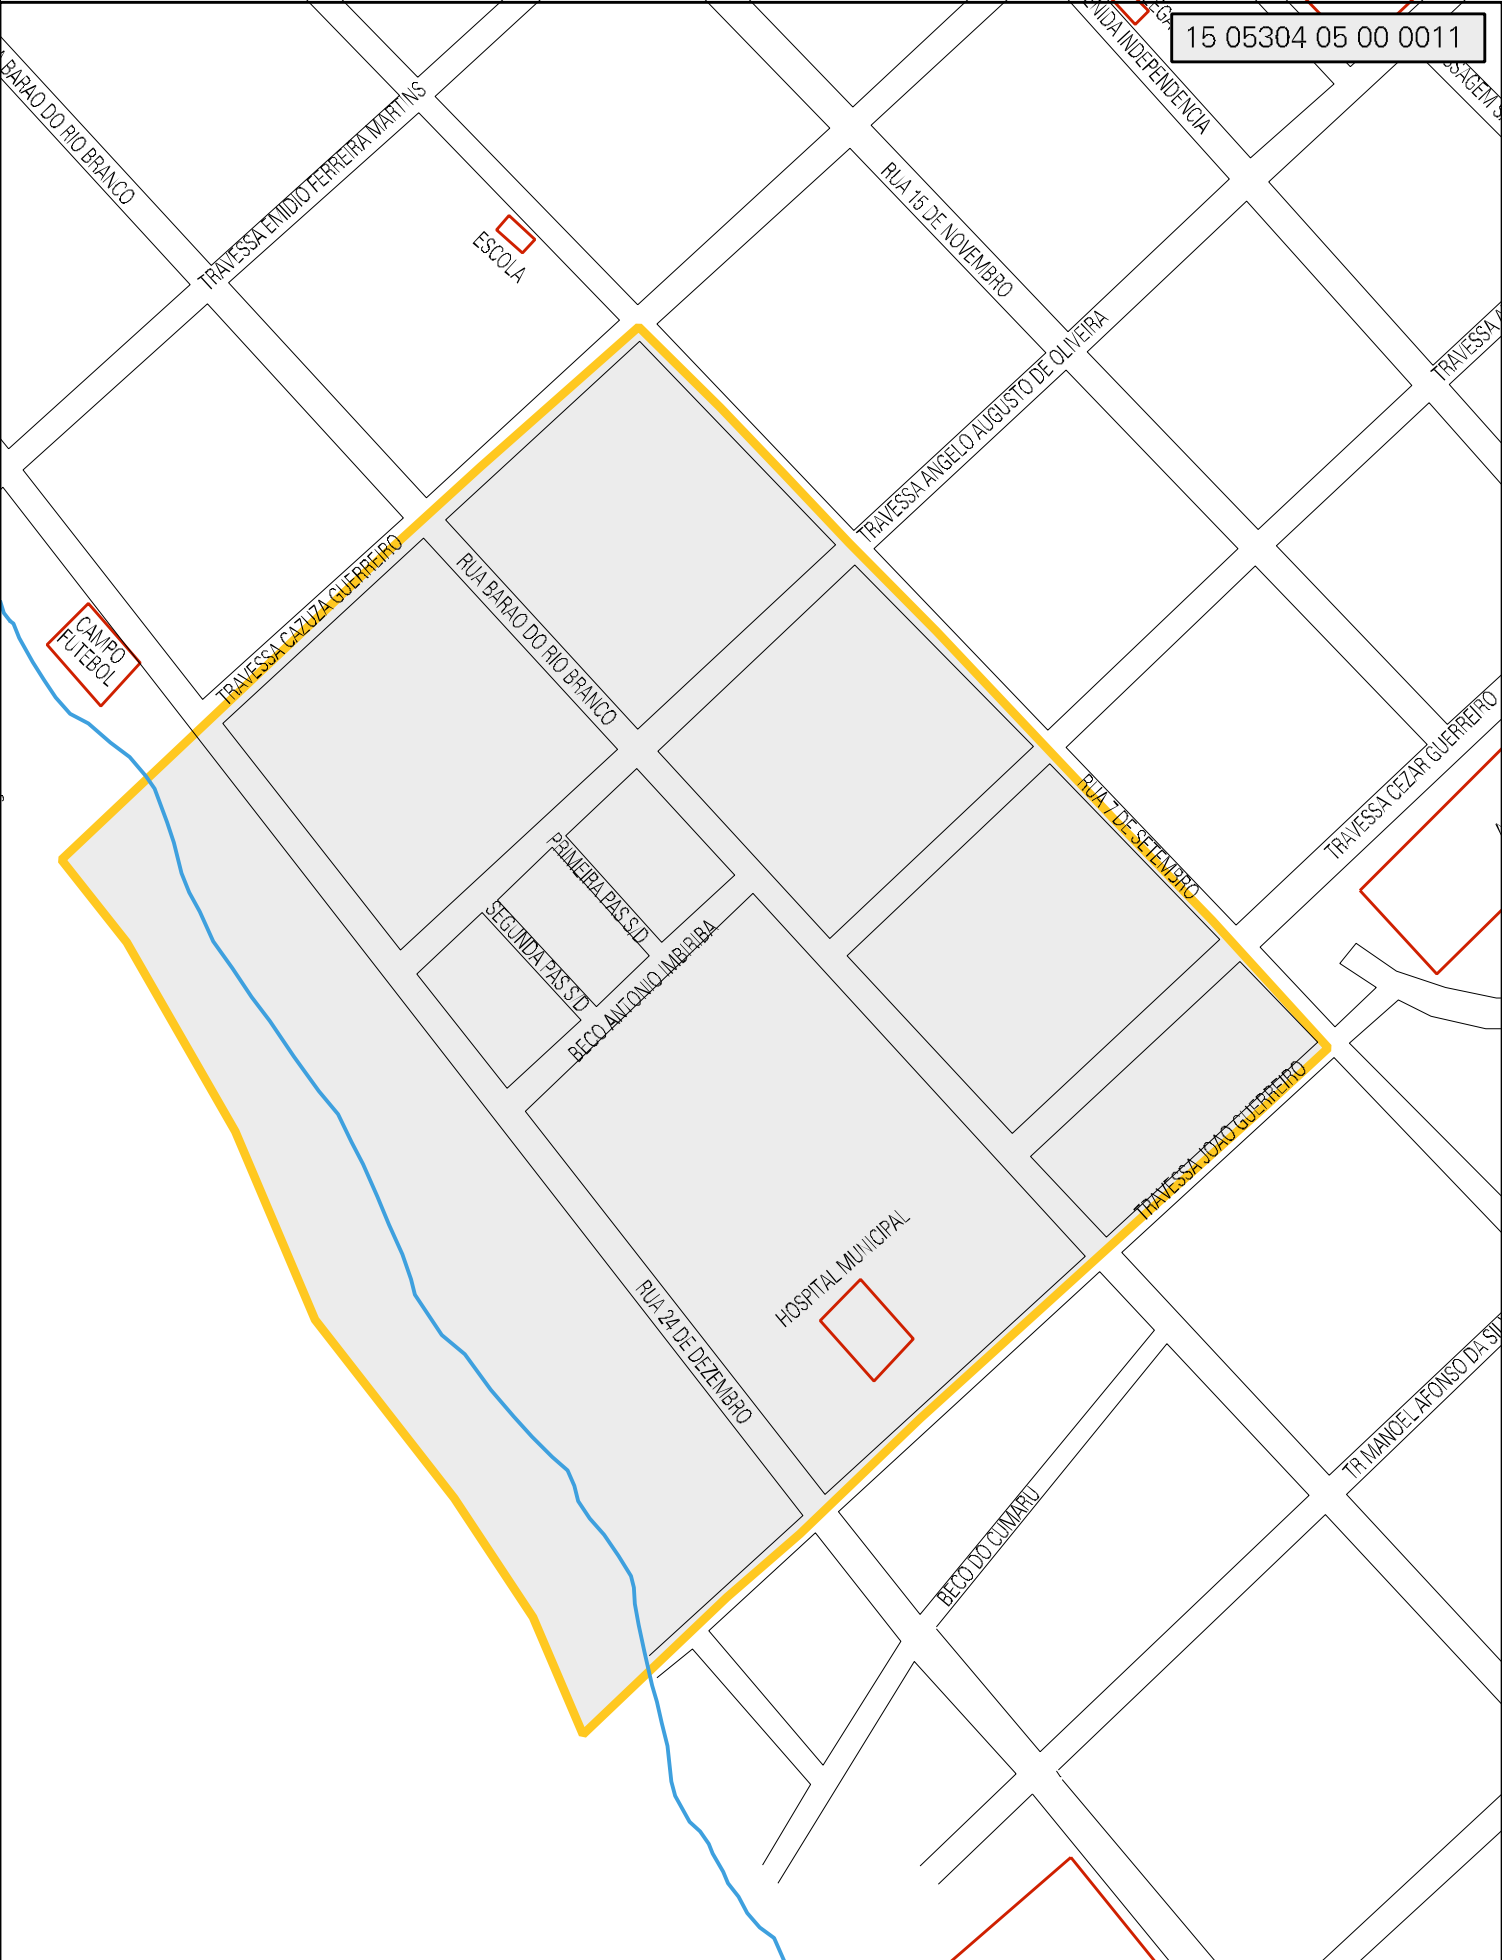 15 05304 05 00 0011
BARAO DO RIO BRANCO
TRAVESSA EMIDIO FERREIRA MARTINS
ESCOLA
RUA 15 DE NOVEMBRO
INDEPENDENCIA
TRAVESSA ANGELO AUGUSTO DE OLIVEIRA
TRAVESSA
TRAVESSA CAZUZA GUERREIRO
RUA BARAO DO RIO BRANCO
CAMPO
FUTEBOL
RUA 7 DE SETEMBRO
TRAVESSA CEZAR GUERREIRO
PRIMEIRA PAS S/D
SEGUNDA PAS S/D
BECO ANTONIO IMBIRIBA
TRAVESSA JOAO GUERREIRO
HOSPITAL MUNICIPAL
RUA 24 DE DEZEMBRO
TR MANOEL AFONSO DA
BECO DO CUMARU